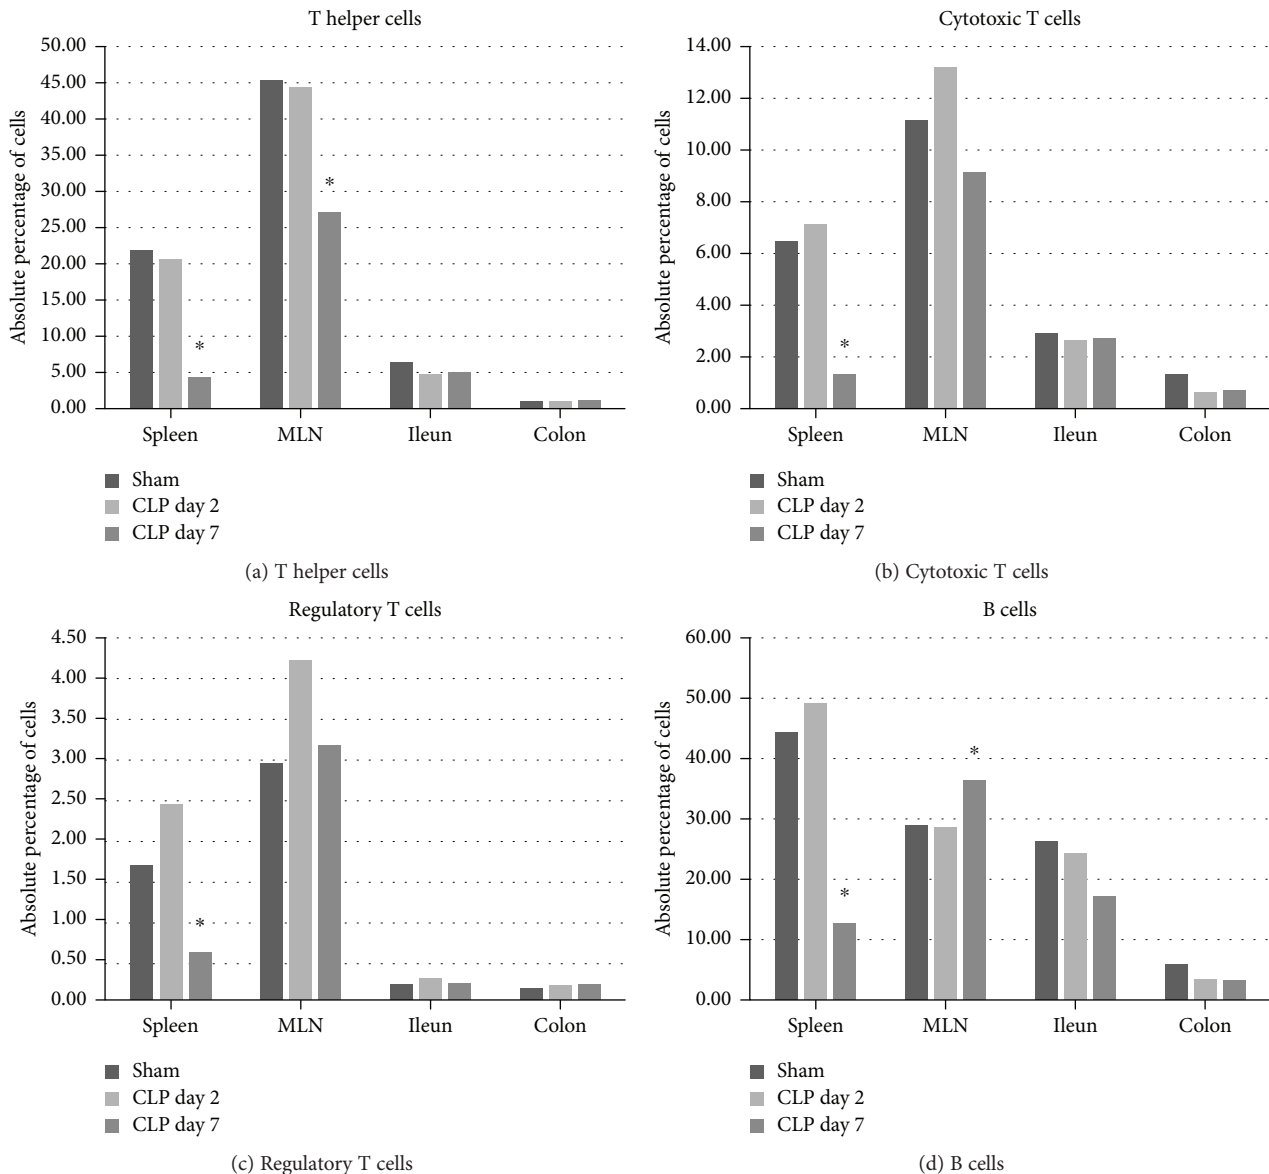 T helper cells
50.00
45.00
40.00
35.00
30.00
25.00
20.00
15.00
10.00
5.00
0.00
Absolute percentage of cells
*
*
Spleen MLN Ileun Colon
Sham
CLP day 2
CLP day 7
(a) T helper cells
Cytotoxic T cells
14.00
12.00
10.00
8.00
6.00
4.00
2.00
0.00
Absolute percentage of cells
*
Spleen MLN Ileun Colon
Sham
CLP day 2
CLP day 7
(b) Cytotoxic T cells
Regulatory T cells
4.50
4.00
3.50
3.00
2.50
2.00
1.50
1.00
0.50
0.00
Absolute percentage of cells
*
Spleen MLN Ileun Colon
Sham
CLP day 2
CLP day 7
(c) Regulatory T cells
B cells
60.00
50.00
40.00
30.00
20.00
10.00
0.00
Absolute percentage of cells
*
*
Spleen MLN Ileun Colon
Sham
CLP day 2
CLP day 7
(d) B cells